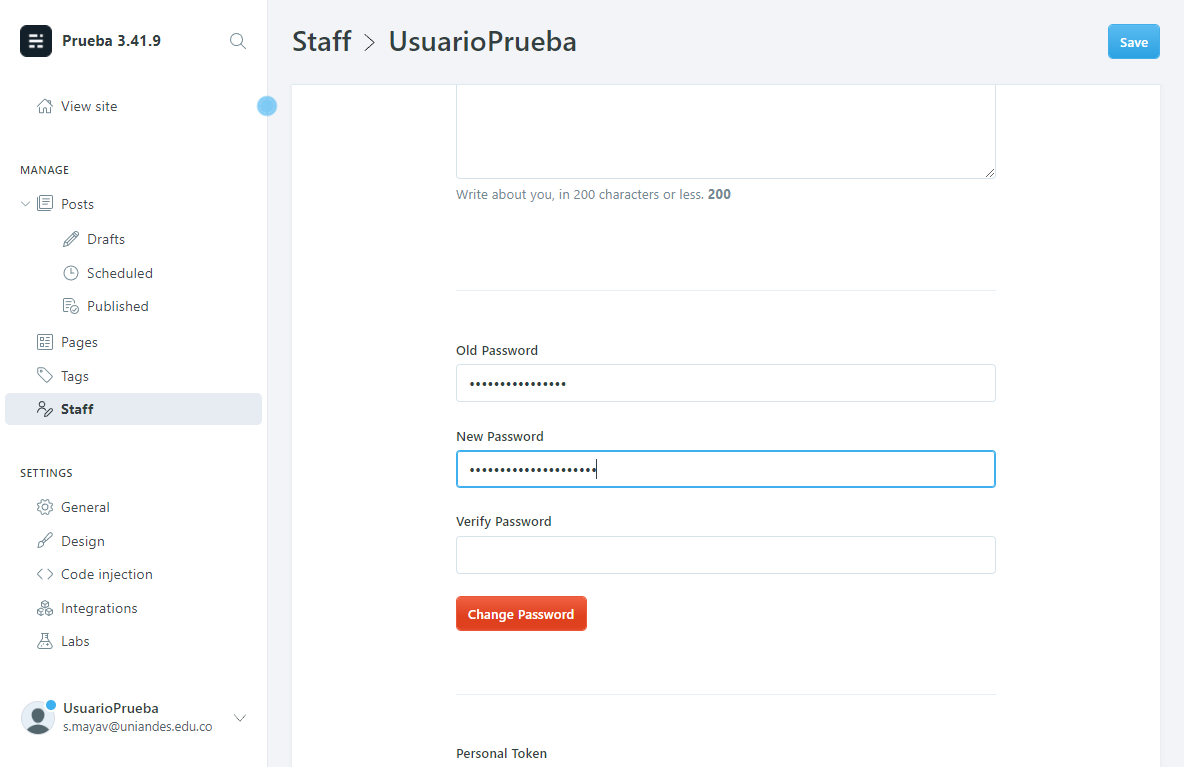 Prueba 3.41.9
View site
MANAGE
Posts
Drafts
Scheduled
Published
Pages
Tags
Staff
SETTINGS
General
Design
Code injection
Integrations
Labs
UsuarioPrueba
s.mayav@uniandes.edu.co
Staff > UsuarioPrueba
Save
Write about you, in 200 characters or less. 200
Old Password
••••••••••••••••
New Password
•••••••••••••••••••••
Verify Password
Change Password
Personal Token